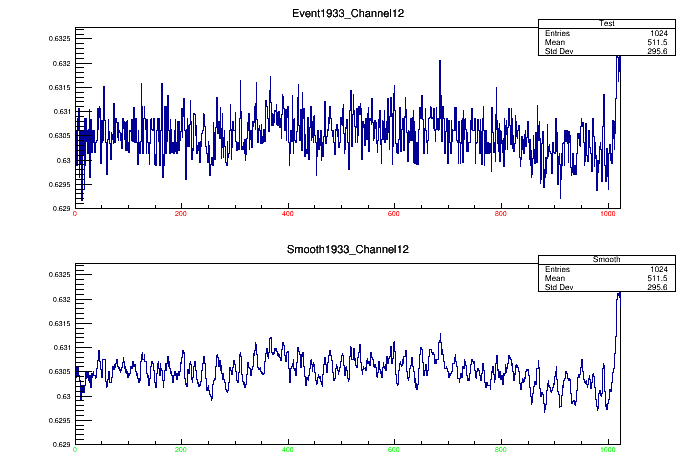 Event1933_Channel12
Test
Entries 1024
Mean 511.5
Std Dev 295.6
0.6325
0.632
0.6315
0.631
0.6305
0.63
0.6295
0.629
0 200 400 600 800 1000
Smooth1933_Channel12
Smooth
Entries 1024
Mean 511.5
Std Dev 295.6
0.6325
0.632
0.6315
0.631
0.6305
0.63
0.6295
0.629
0 200 400 600 800 1000